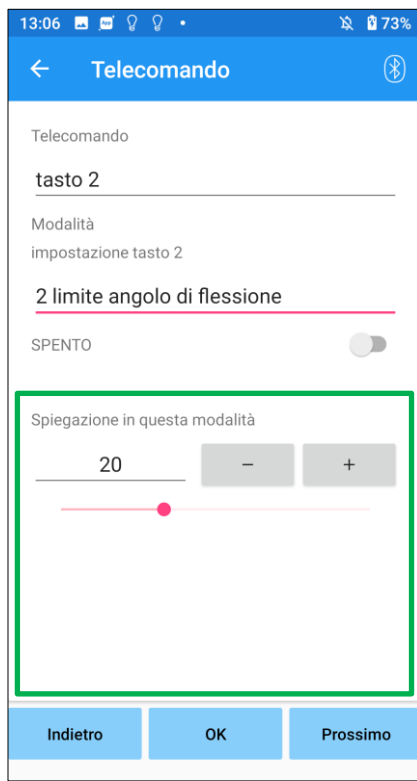 13:06 73%
Telecomando
Telecomando
tasto 2
Modalità
impostazione tasto 2
2 limite angolo di flessione
SPENTO
Spiegazione in questa modalità
20 − +
Indietro OK Prossimo